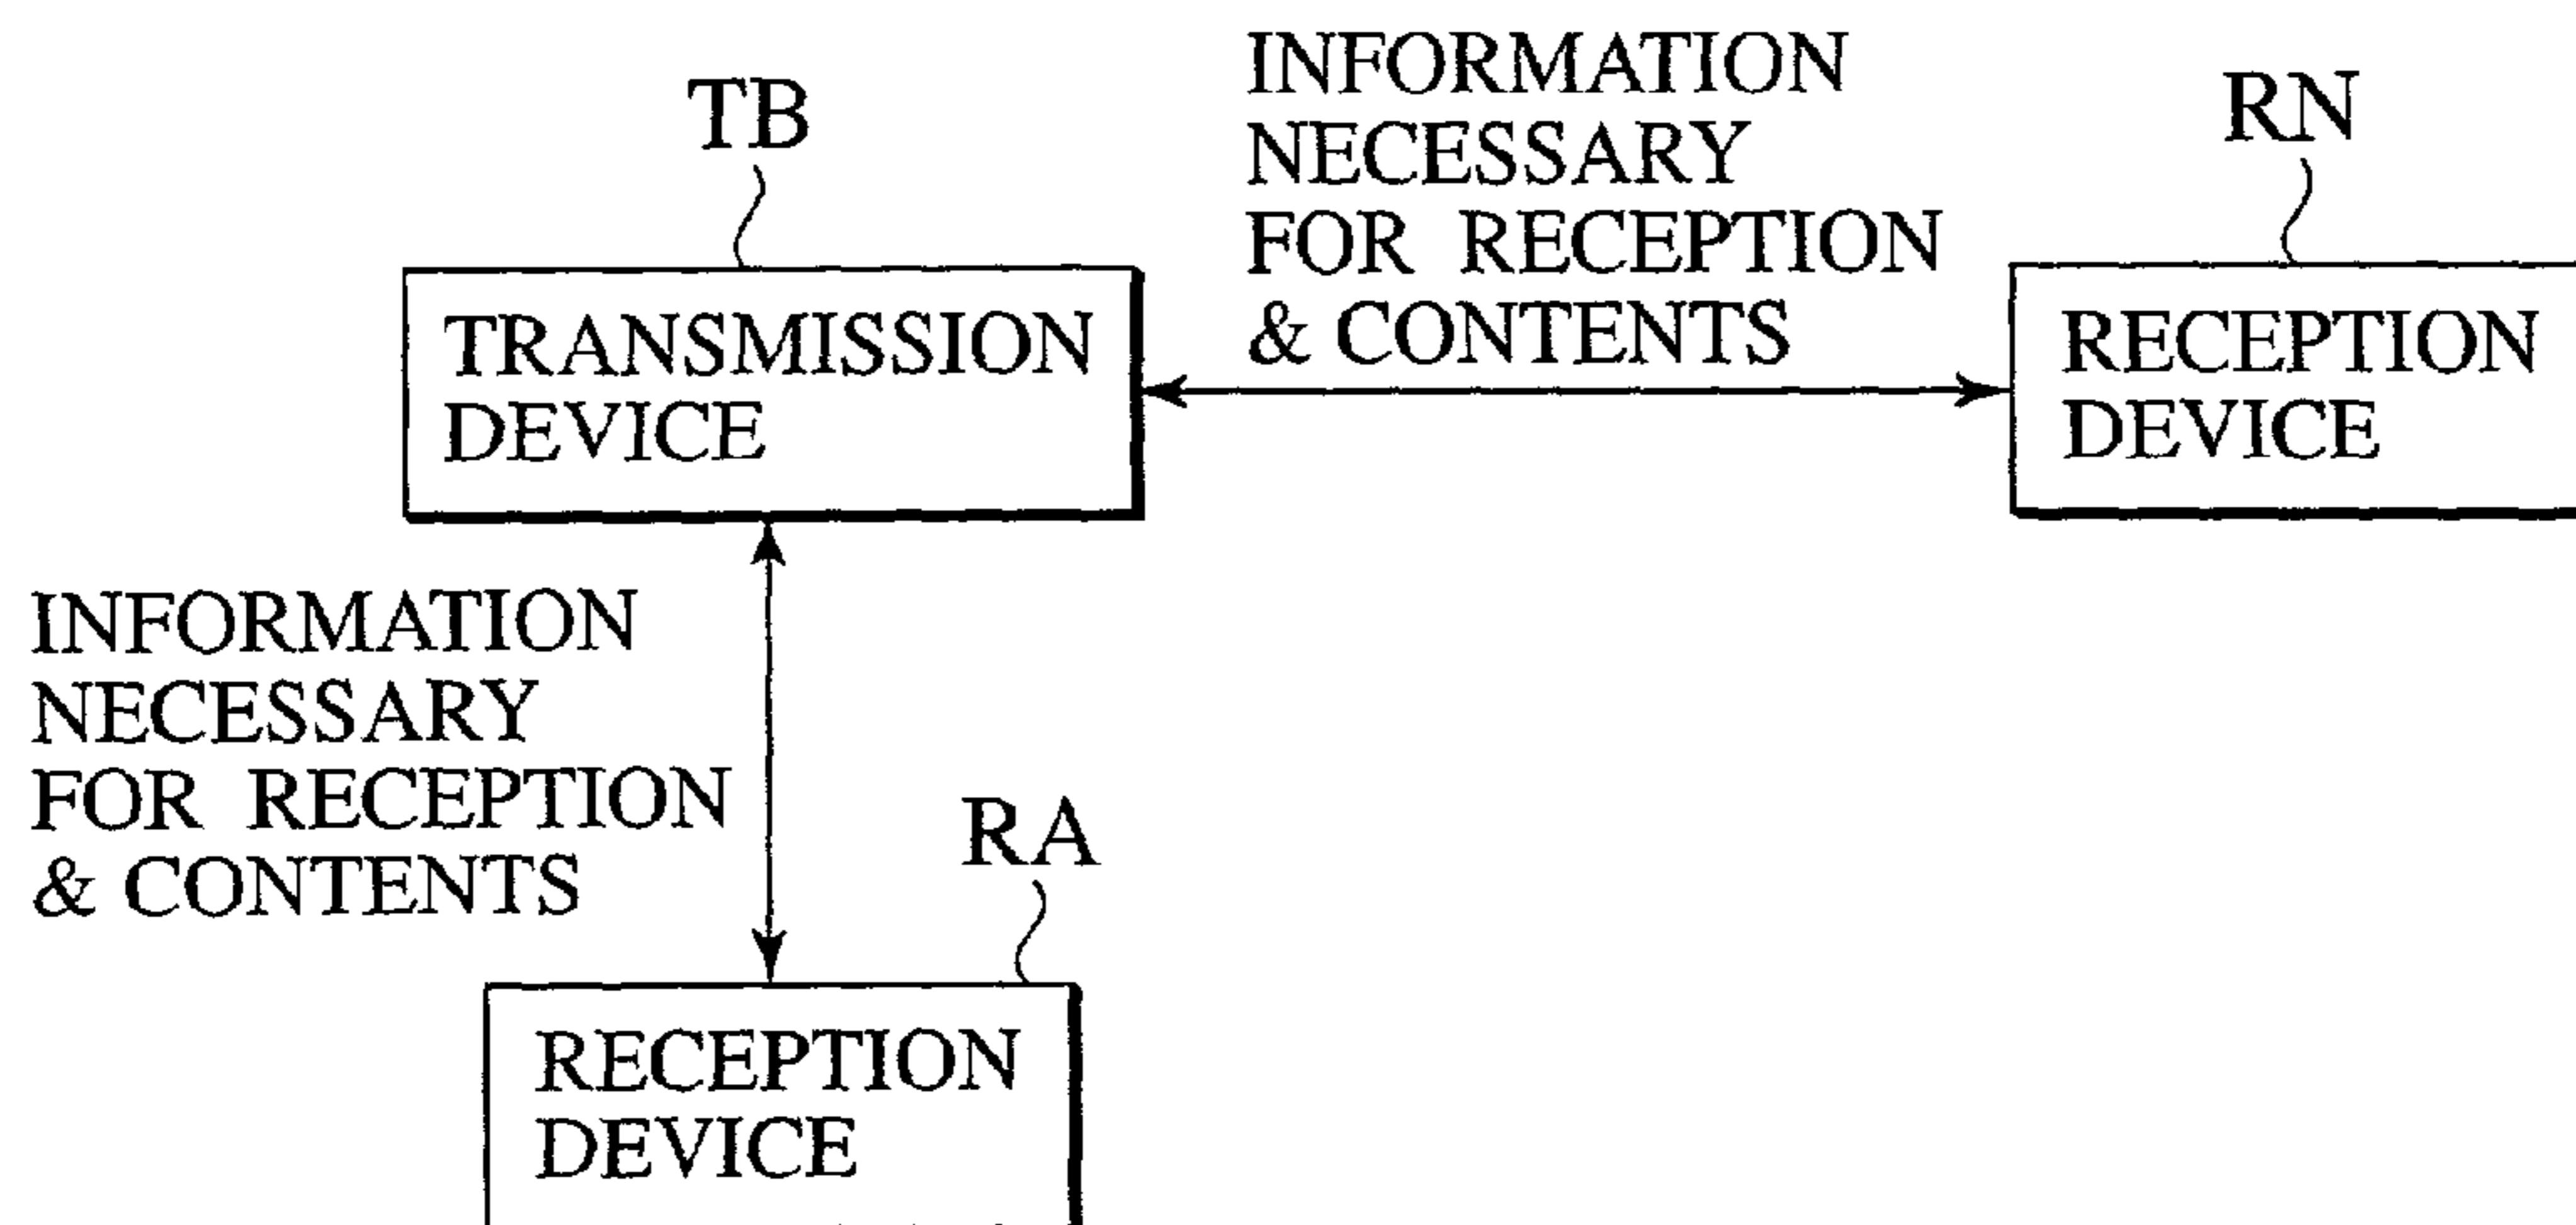 TB
INFORMATION
NECESSARY
FOR RECEPTION
& CONTENTS
RN
TRANSMISSION
DEVICE
RECEPTION
DEVICE
INFORMATION
NECESSARY
FOR RECEPTION
& CONTENTS
RA
RECEPTION
DEVICE